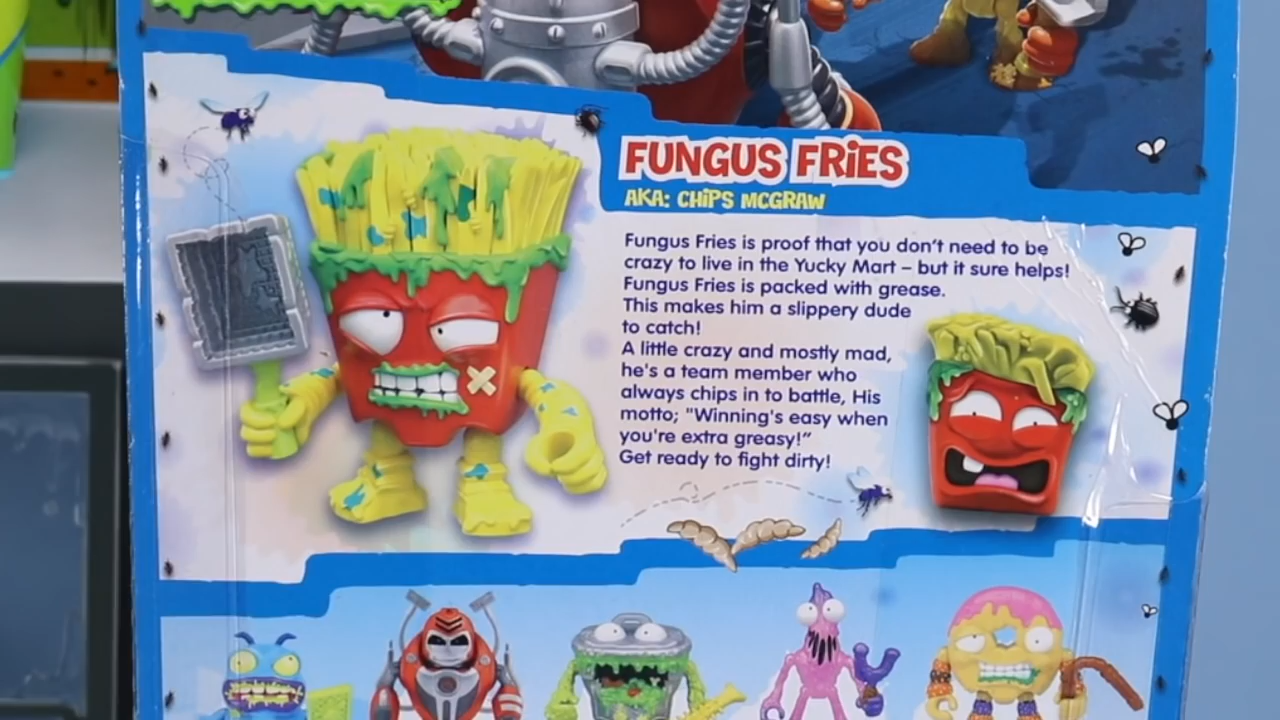 FUNGUS FRIES
AKA: CHIPS MCGRAW
Fungus Fries is proof that you don't need to be
crazy to live in the Yucky Mart – but it sure helps!
Fungus Fries is packed with grease.
This makes him a slippery dude
to catch!
A little crazy and mostly mad,
he's a team member who
always chips in to battle, His
motto; "Winning's easy when
you're extra greasy!”
Get ready to fight dirty!